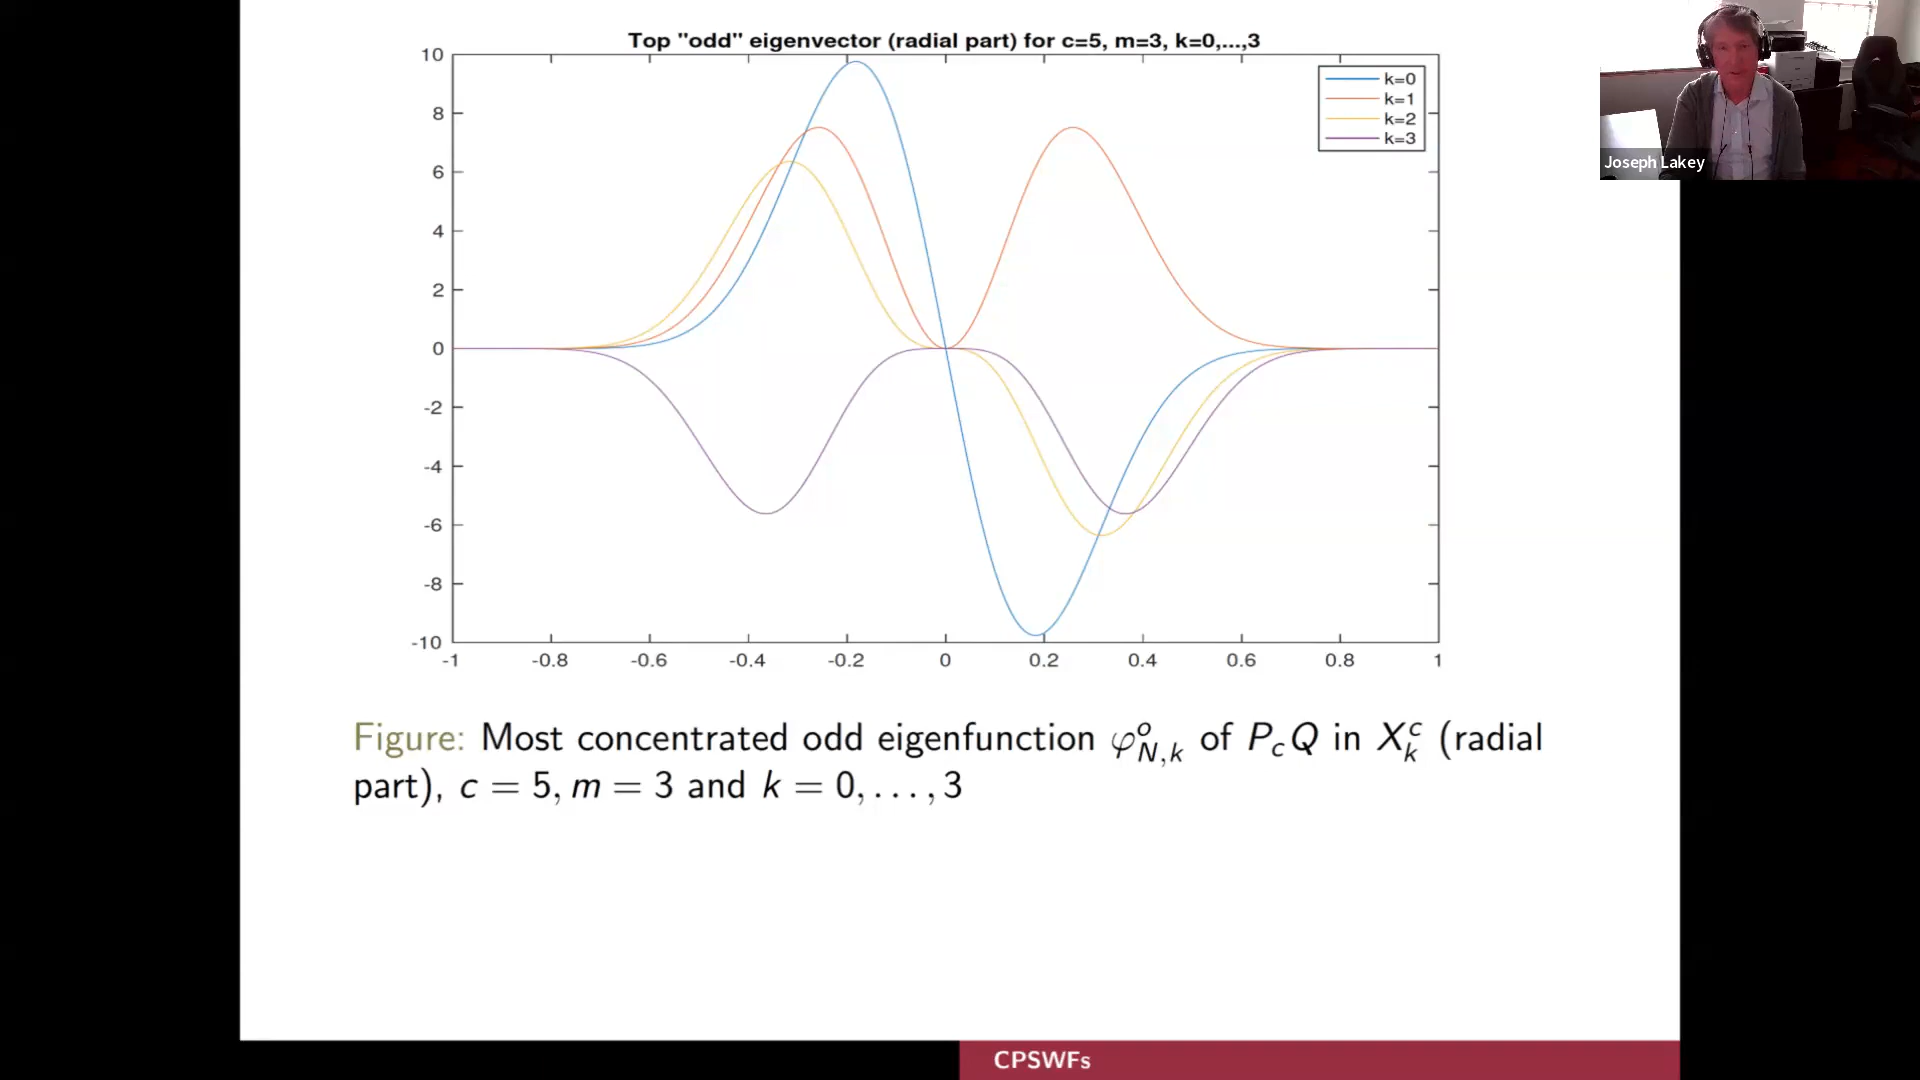 Top "odd" eigenvector (radial part) for c=5, m=3, k=0,...,3
10
8
6
4
2
0
-2
-4
-6
-8
-10
-1 -0.8 -0.6 -0.4 -0.2 0 0.2 0.4 0.6 0.8 1
k=0
k=1
k=2
k=3
Joseph Lakey
Figure: Most concentrated odd eigenfunction φ^o_{N,k} of P_cQ in X^c_k (radial
part), c = 5, m = 3 and k = 0, . . . , 3
CPSWFs